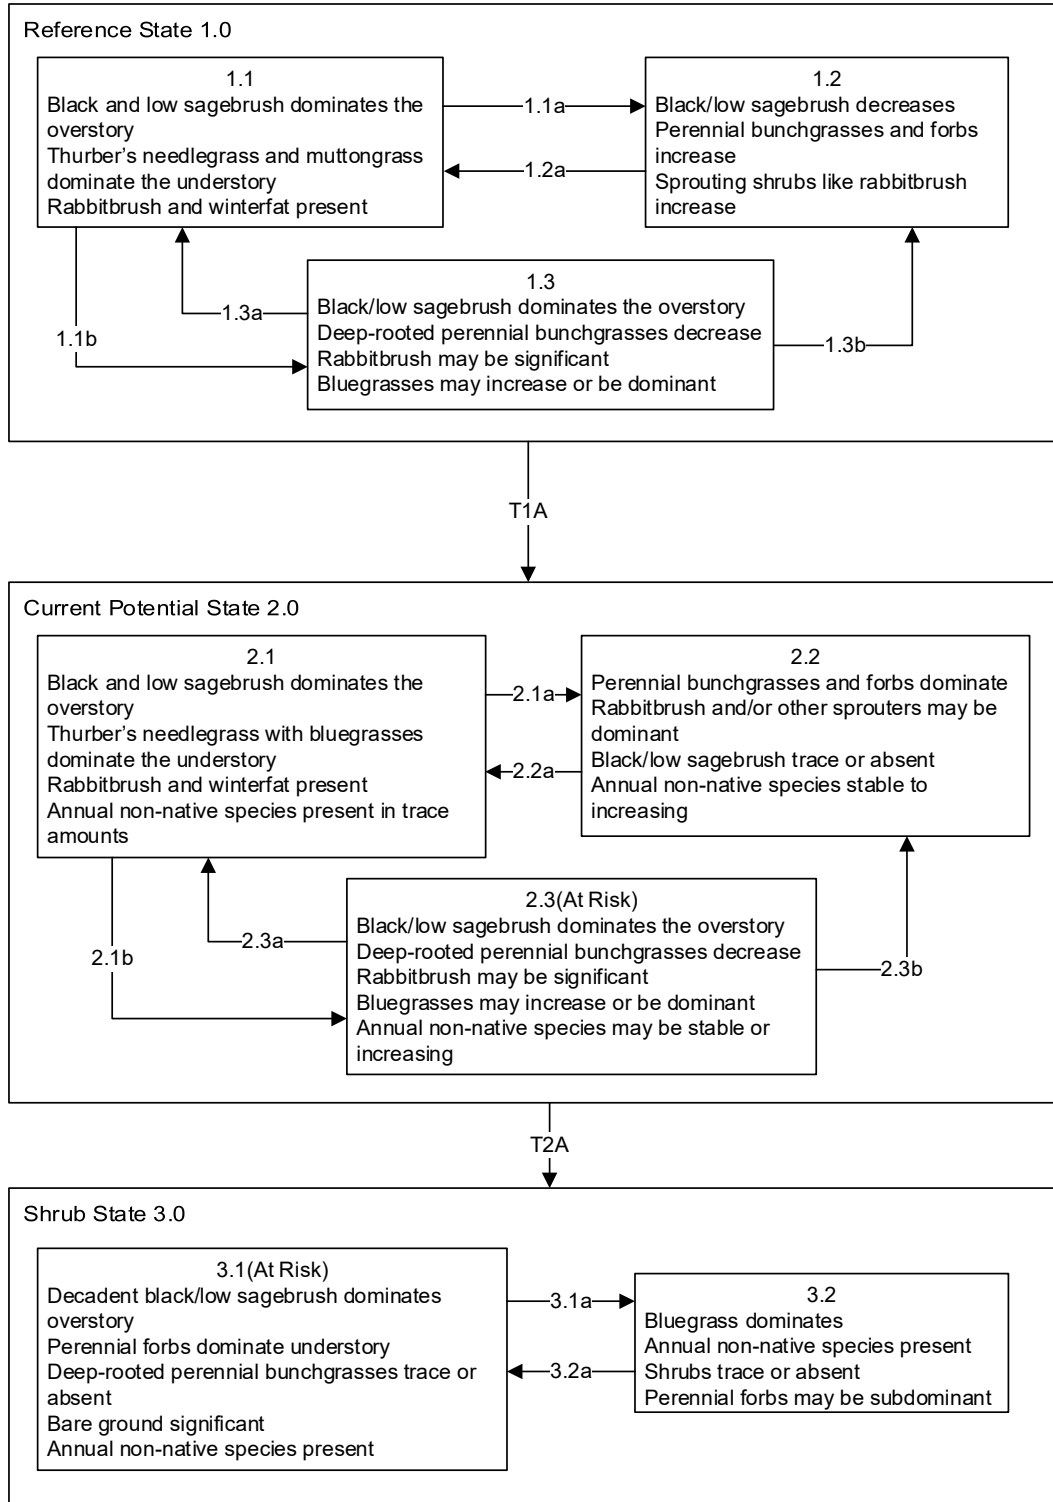 Reference State 1.0
1.1
Black and low sagebrush dominates the
overstory
Thurber's needlegrass and muttongrass
dominate the understory
Rabbitbrush and winterfat present
1.1a
1.2a
1.2
Black/low sagebrush decreases
Perennial bunchgrasses and forbs
increase
Sprouting shrubs like rabbitbrush
increase
1.3
Black/low sagebrush dominates the overstory
Deep-rooted perennial bunchgrasses decrease
Rabbitbrush may be significant
Bluegrasses may increase or be dominant
1.3a
1.1b
1.3b
T1A
Current Potential State 2.0
2.1
Black and low sagebrush dominates the
overstory
Thurber's needlegrass with bluegrasses
dominate the understory
Rabbitbrush and winterfat present
Annual non-native species present in trace
amounts
2.1a
2.2a
2.2
Perennial bunchgrasses and forbs dominate
Rabbitbrush and/or other sprouters may be
dominant
Black/low sagebrush trace or absent
Annual non-native species stable to
increasing
2.3(At Risk)
Black/low sagebrush dominates the overstory
Deep-rooted perennial bunchgrasses decrease
Rabbitbrush may be significant
Bluegrasses may increase or be dominant
Annual non-native species may be stable or
increasing
2.3a
2.1b
2.3b
T2A
Shrub State 3.0
3.1(At Risk)
Decadent black/low sagebrush dominates
overstory
Perennial forbs dominate understory
Deep-rooted perennial bunchgrasses trace or
absent
Bare ground significant
Annual non-native species present
3.1a
3.2a
3.2
Bluegrass dominates
Annual non-native species present
Shrubs trace or absent
Perennial forbs may be subdominant